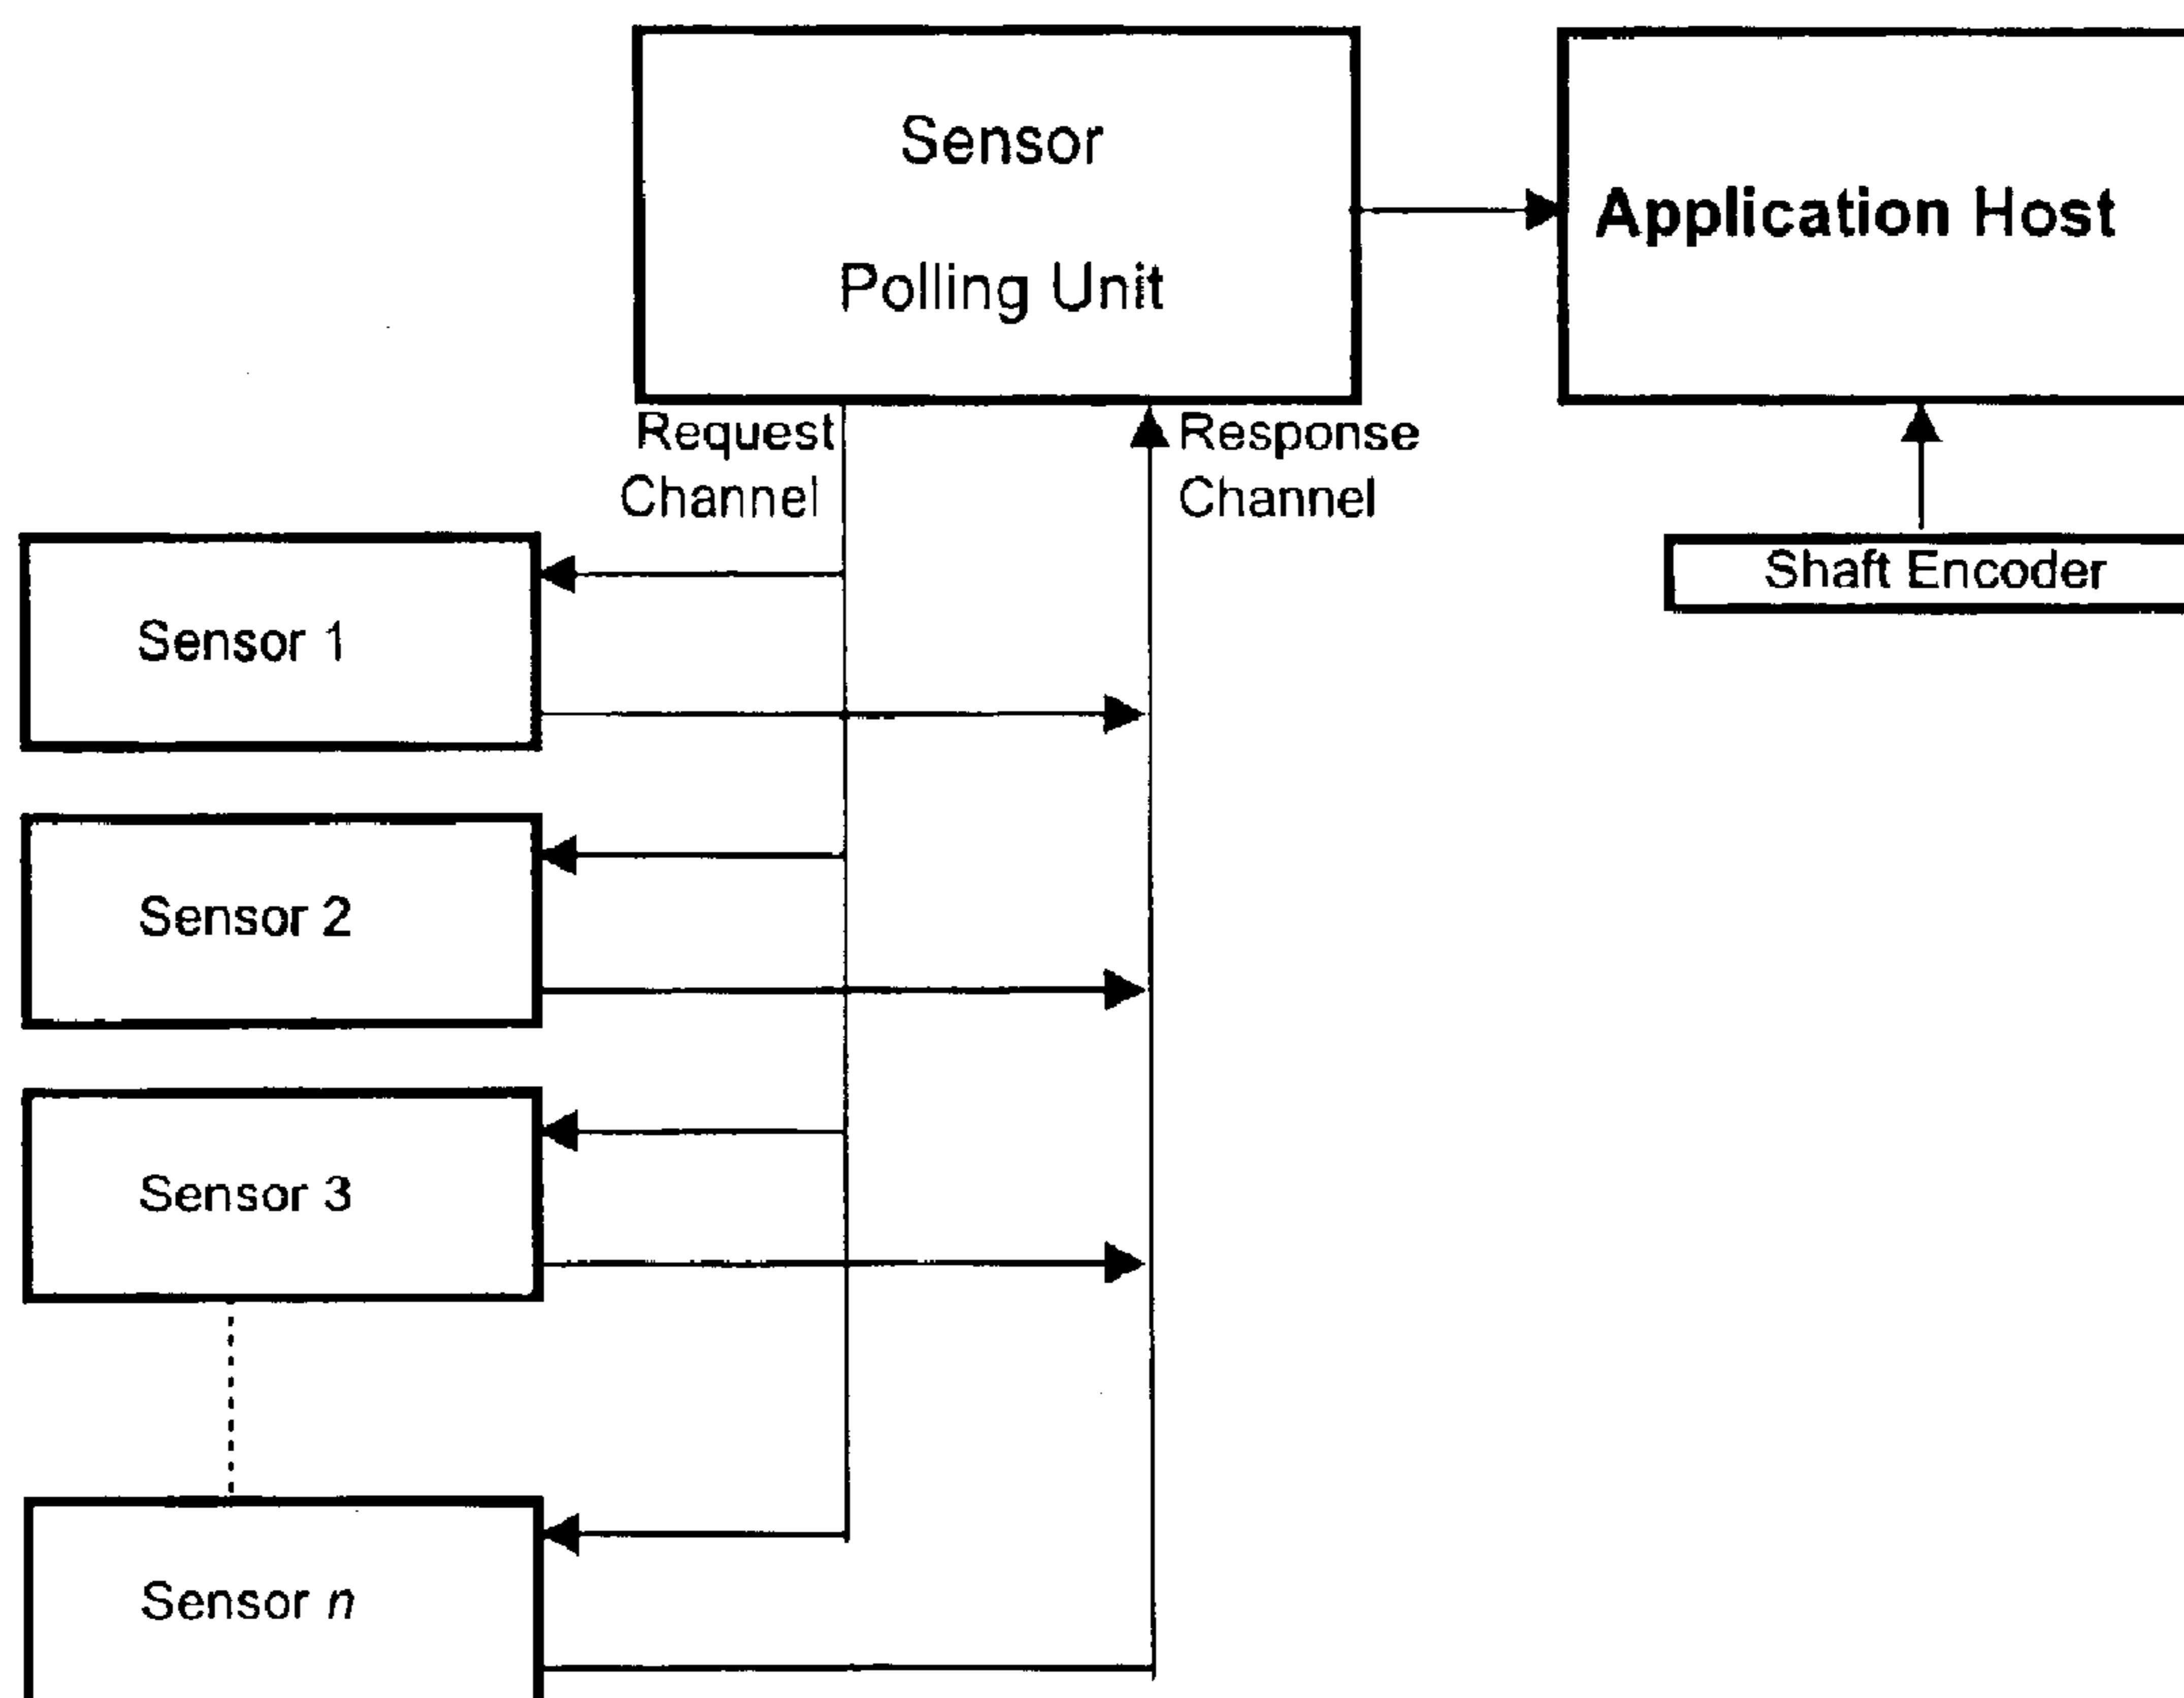 Sensor
Polling Unit
Application Host
Request
Channel
Response
Channel
Shaft Encoder
Sensor 1
Sensor 2
Sensor 3
Sensor n